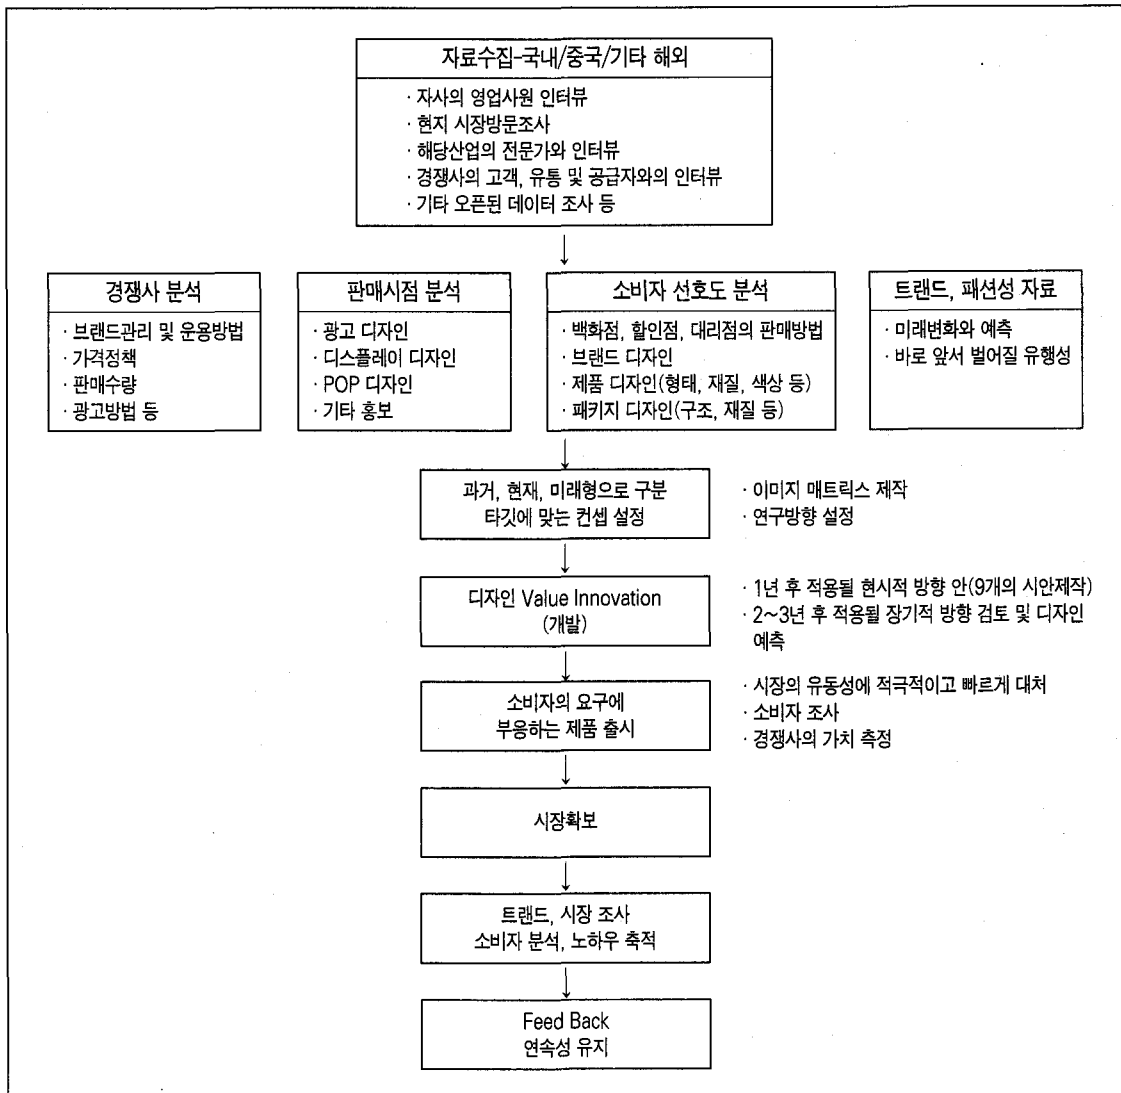 자료수집-국내/중국/기타 해외
· 자사의 영업사원 인터뷰
· 현지 시장방문조사
· 해당산업의 전문가와 인터뷰
· 경쟁사의 고객, 유통 및 공급자와의 인터뷰
· 기타 오픈된 데이터 조사 등
경쟁사 분석
· 브랜드관리 및 운용방법
· 가격정책
· 판매수량
· 광고방법 등
판매시점 분석
· 광고 디자인
· 디스플레이 디자인
· POP 디자인
· 기타 홍보
소비자 선호도 분석
· 백화점, 할인점, 대리점의 판매방법
· 브랜드 디자인
· 제품 디자인(형태, 재질, 색상 등)
· 패키지 디자인(구조, 재질 등)
트랜드, 패션성 자료
· 미래변화와 예측
· 바로 앞서 벌어질 유행성
과거, 현재, 미래형으로 구분
타깃에 맞는 컨셉 설정
· 이미지 매트릭스 제작
· 연구방향 설정
디자인 Value Innovation
(개발)
· 1년 후 적용될 현시적 방향 안(9개의 시안제작)
· 2~3년 후 적용될 장기적 방향 검토 및 디자인
예측
소비자의 요구에
부응하는 제품 출시
· 시장의 유동성에 적극적이고 빠르게 대처
· 소비자 조사
· 경쟁사의 가치 측정
시장확보
트랜드, 시장 조사
소비자 분석, 노하우 축적
Feed Back
연속성 유지